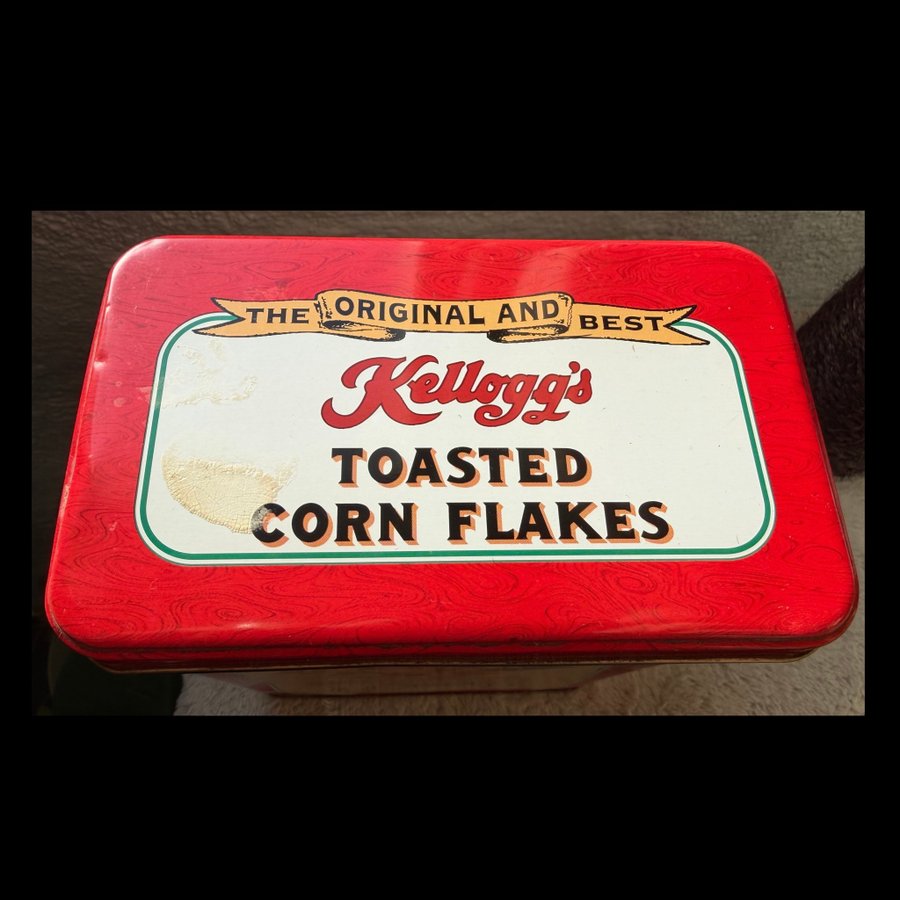 THE ORIGINAL AND BEST
Kellogg's
TOASTED
CORN FLAKES